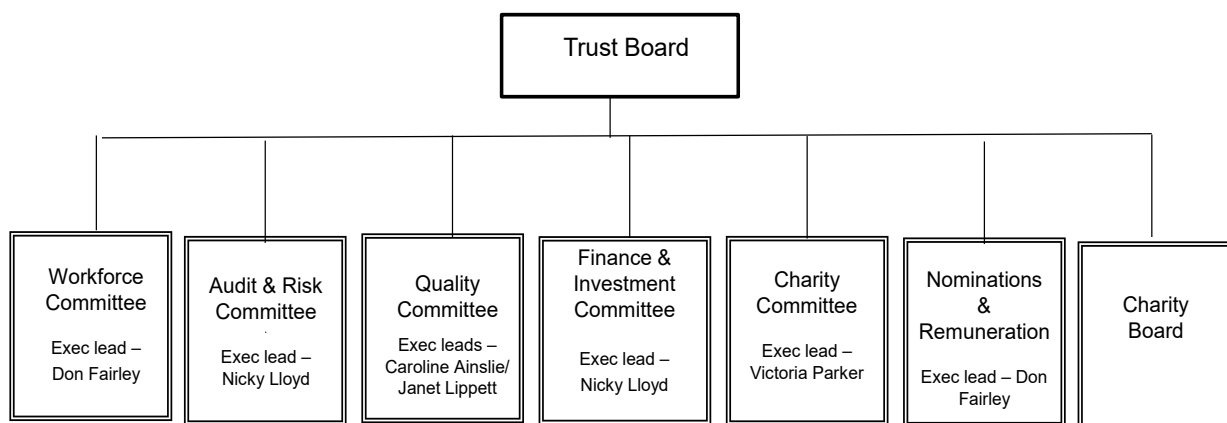 Trust Board
Workforce
Committee
Exec lead –
Don Fairley
Audit & Risk
Committee
.
Exec lead –
Nicky Lloyd
Quality
Committee
Exec leads –
Caroline Ainslie/
Janet Lippett
Finance &
Investment
Committee
Exec lead –
Nicky Lloyd
Charity
Committee
Exec lead –
Victoria Parker
Nominations
&
Remuneration
Exec lead – Don
Fairley
Charity
Board